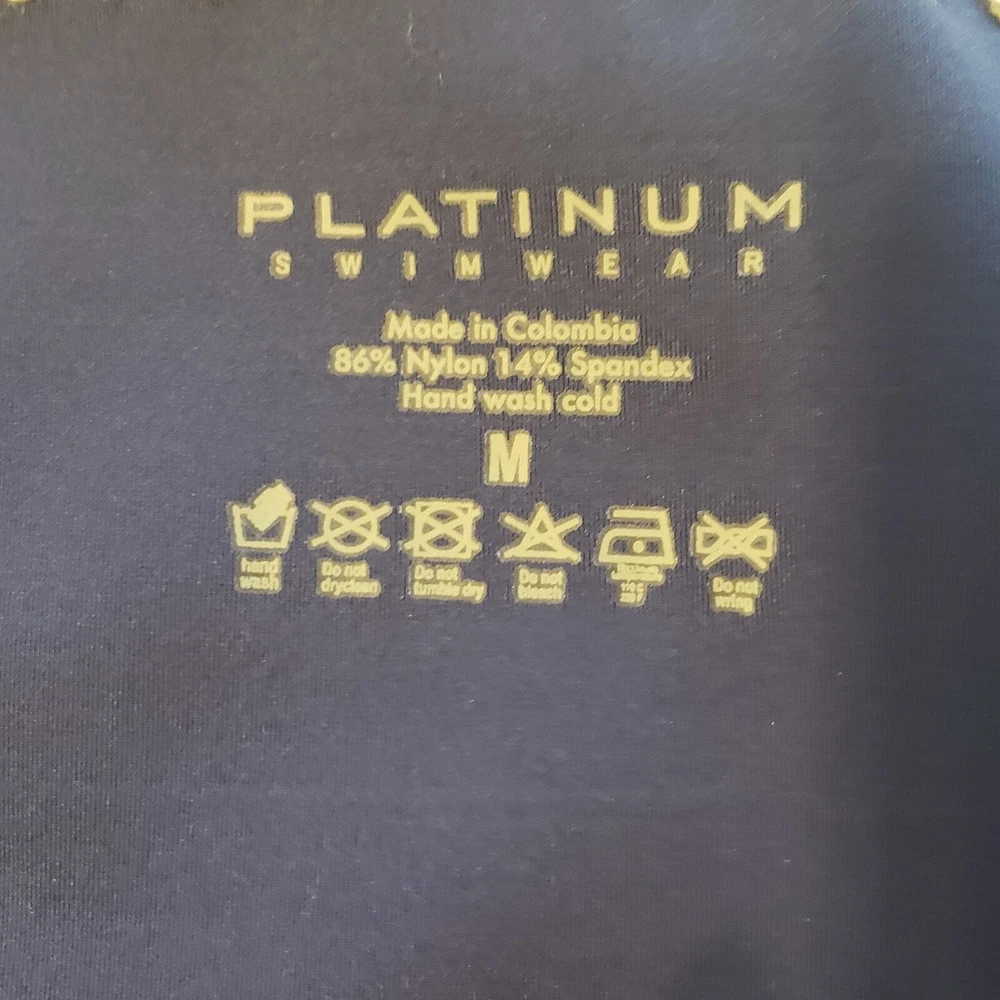 PLATINUM
SWIMWEAR
Made in Colombia
86% Nylon 14% Spandex
Hand wash cold
M
hand
wash
Do not
dryclean
Do not
tumble dry
Do not
bleach
110 C
Do not
wring